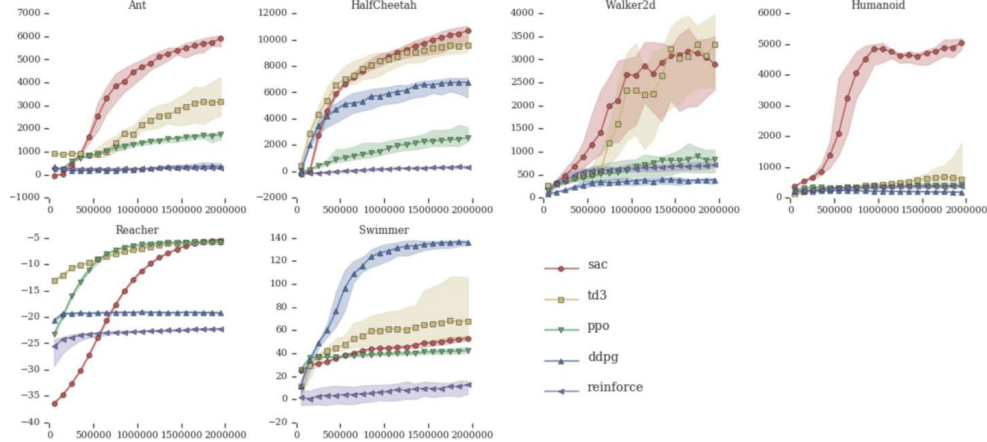 Ant
7000
6000
5000
4000
3000
2000
1000
0
−1000
0 500000 1000000 1500000 2000000
HalfCheetah
12000
10000
8000
6000
4000
2000
0
−2000
0 500000 1000000 1500000 2000000
Walker2d
4000
3500
3000
2500
2000
1500
1000
500
0
0 500000 1000000 1500000 2000000
Humanoid
6000
5000
4000
3000
2000
1000
0
0 500000 1000000 1500000 2000000
Reacher
−5
−10
−15
−20
−25
−30
−35
−40
0 500000 1000000 1500000 2000000
Swimmer
140
120
100
80
60
40
20
0
−20
0 500000 1000000 1500000 2000000
sac
td3
ppo
ddpg
reinforce